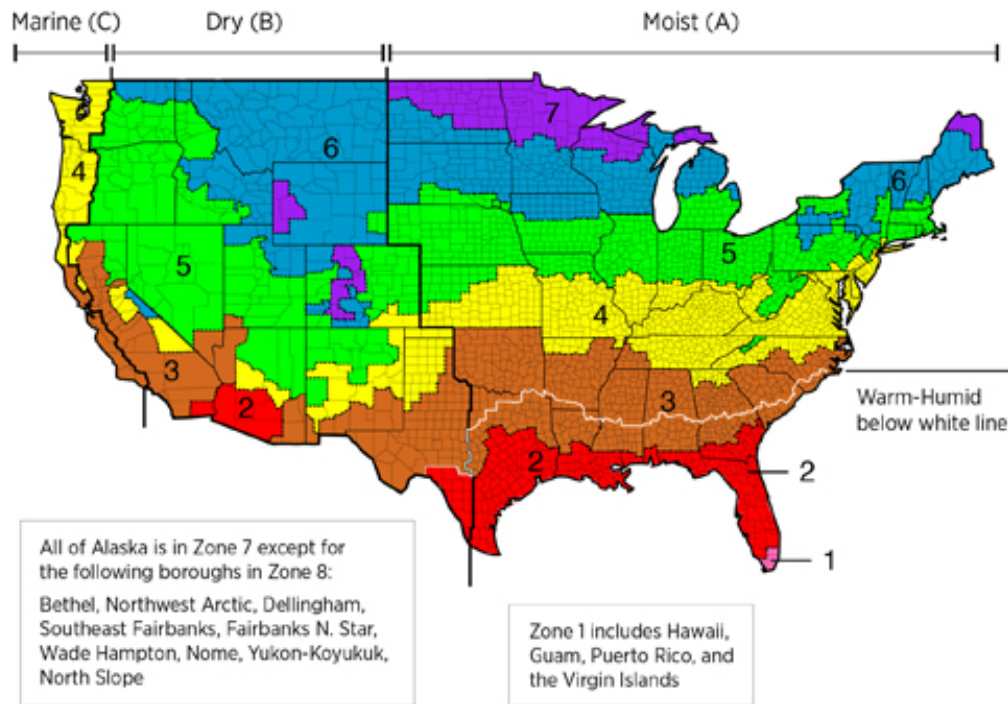 Marine (C)
Dry (B)
Moist (A)
7
6
6
4
6
5
5
4
3
3
2
2
Warm-Humid
below white line
2
1
All of Alaska is in Zone 7 except for
the following boroughs in Zone 8:
Bethel, Northwest Arctic, Dellingham,
Southeast Fairbanks, Fairbanks N. Star,
Wade Hampton, Nome, Yukon-Koyukuk,
North Slope
Zone 1 includes Hawaii,
Guam, Puerto Rico, and
the Virgin Islands